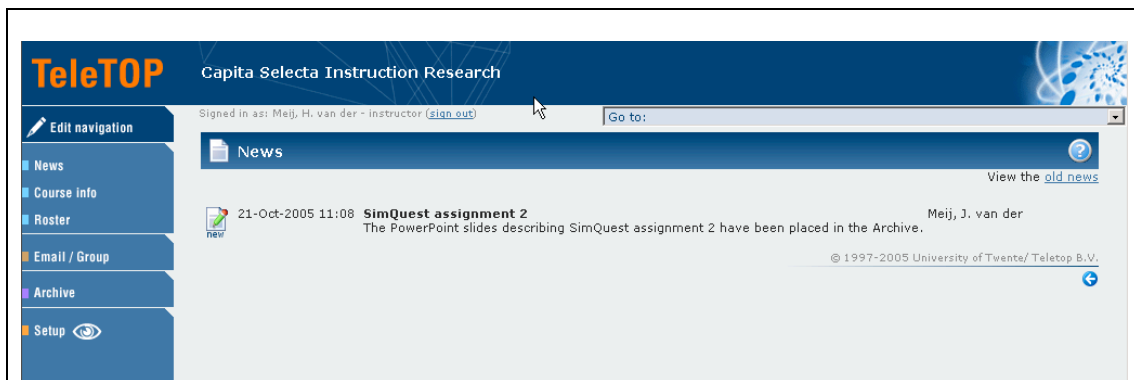 TeleTOP
Capita Selecta Instruction Research
Signed in as: Meij, H. van der - instructor (sign out)
Go to:
Edit navigation
News
Course info
Roster
Email / Group
Archive
Setup
News
View the old news
new
21-Oct-2005 11:08 SimQuest assignment 2 Meij, J. van der
The PowerPoint slides describing SimQuest assignment 2 have been placed in the Archive.
© 1997-2005 University of Twente/ Teletop B.V.